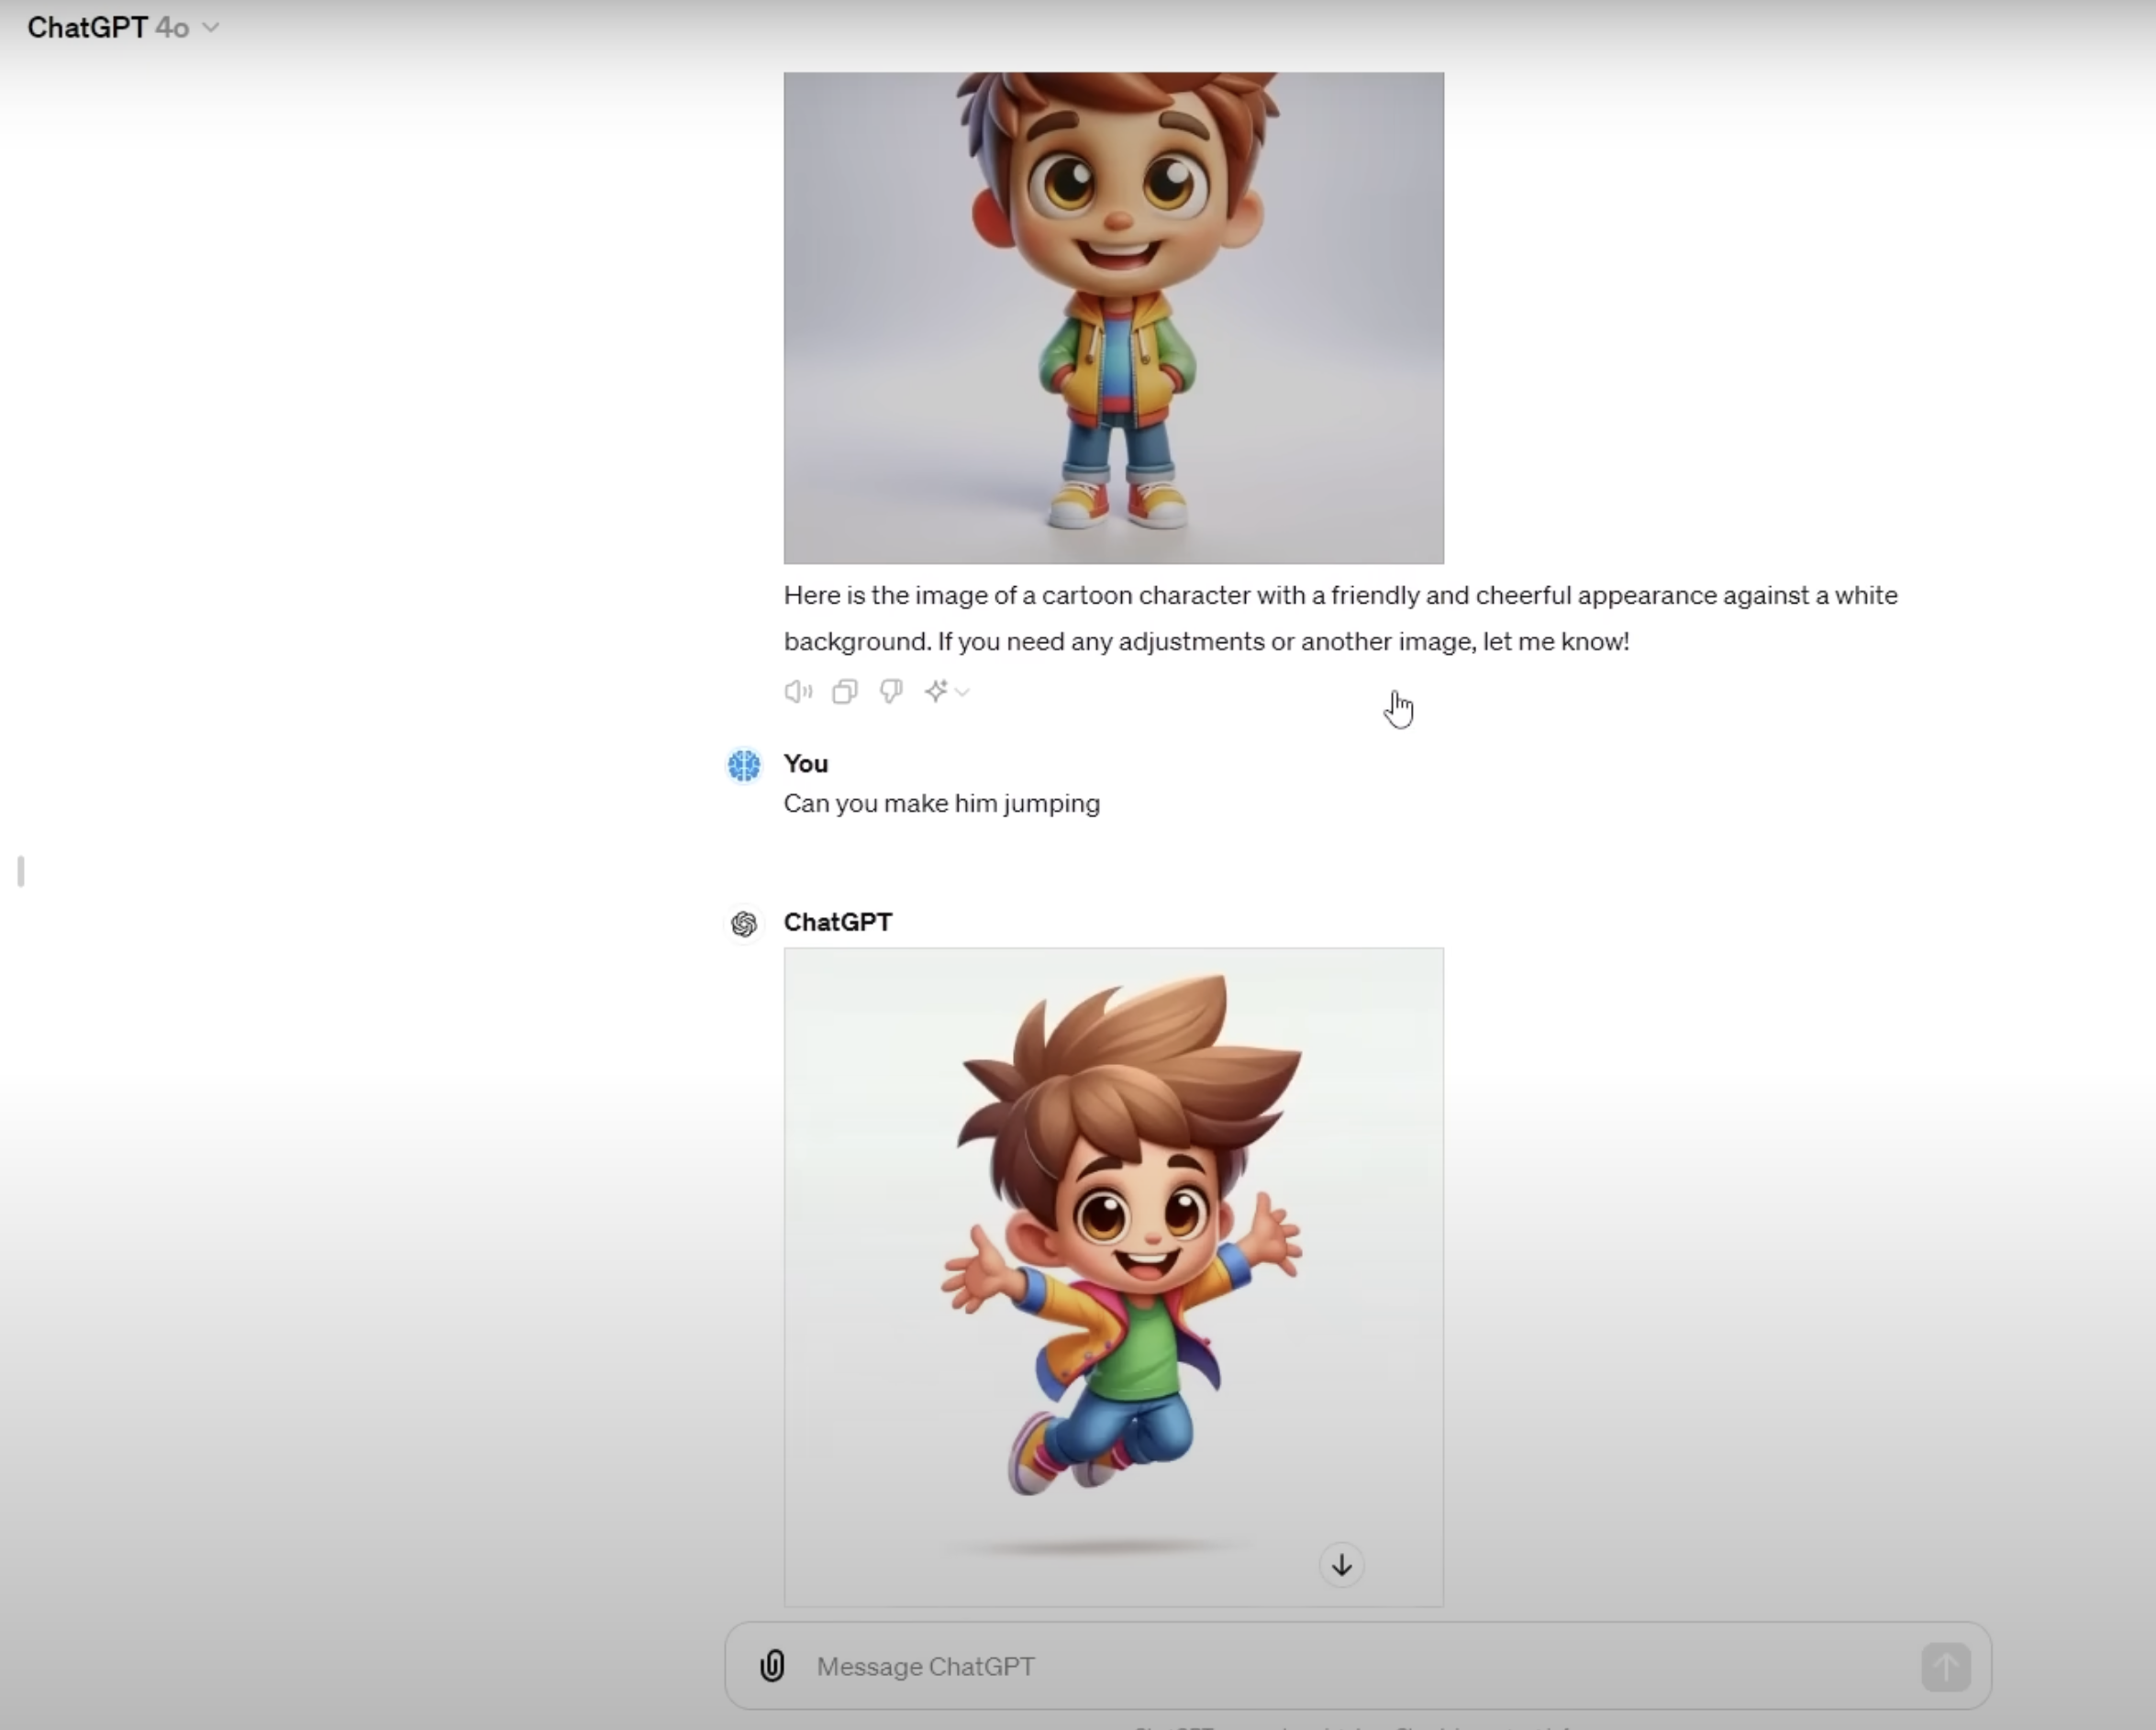 ChatGPT 4o
Here is the image of a cartoon character with a friendly and cheerful appearance against a white
background. If you need any adjustments or another image, let me know!
You
Can you make him jumping
ChatGPT
Message ChatGPT